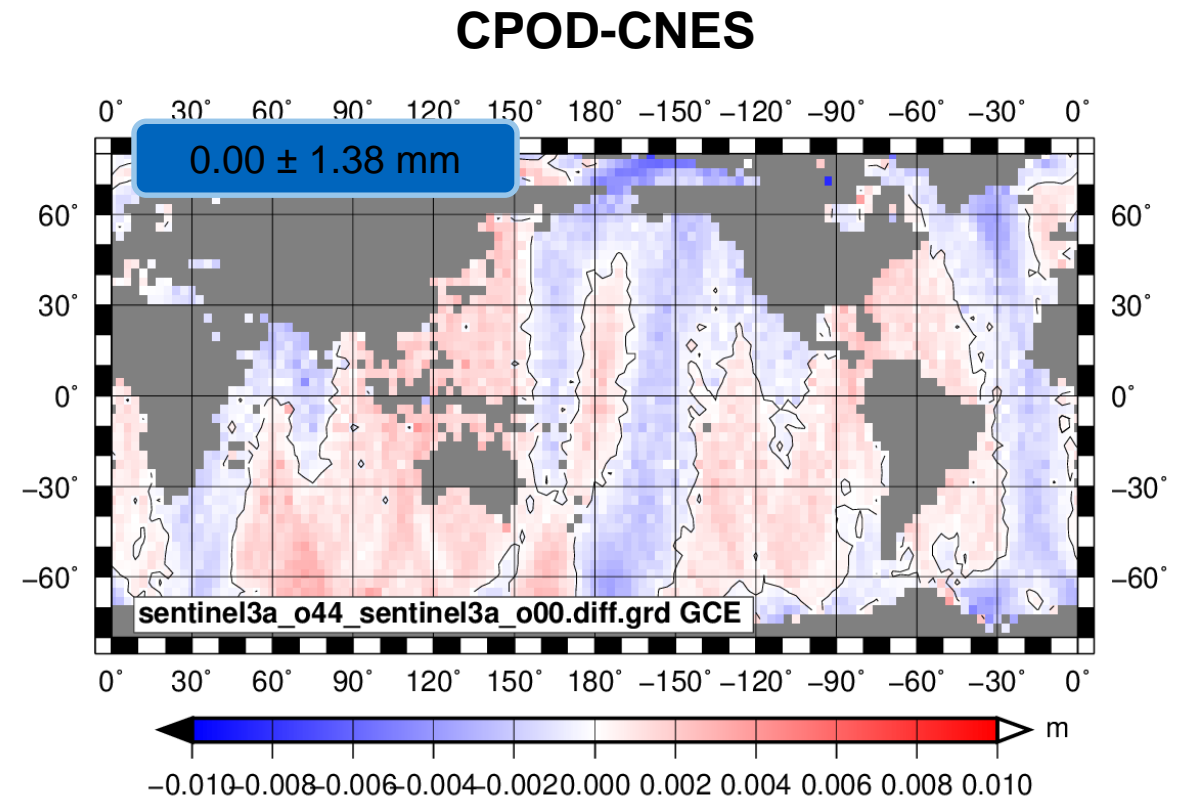 CPOD-CNES
0° 30° 60° 90° 120° 150° 180° −150° −120° −90° −60° −30° 0°
0.00 ± 1.38 mm
60° 60°
30° 30°
0° 0°
−30° −30°
−60° −60°
sentinel3a_o44_sentinel3a_o00.diff.grd GCE
0° 30° 60° 90° 120° 150° 180° −150° −120° −90° −60° −30° 0°
m
−0.010 −0.008 −0.006 −0.004 −0.002 0.000 0.002 0.004 0.006 0.008 0.010